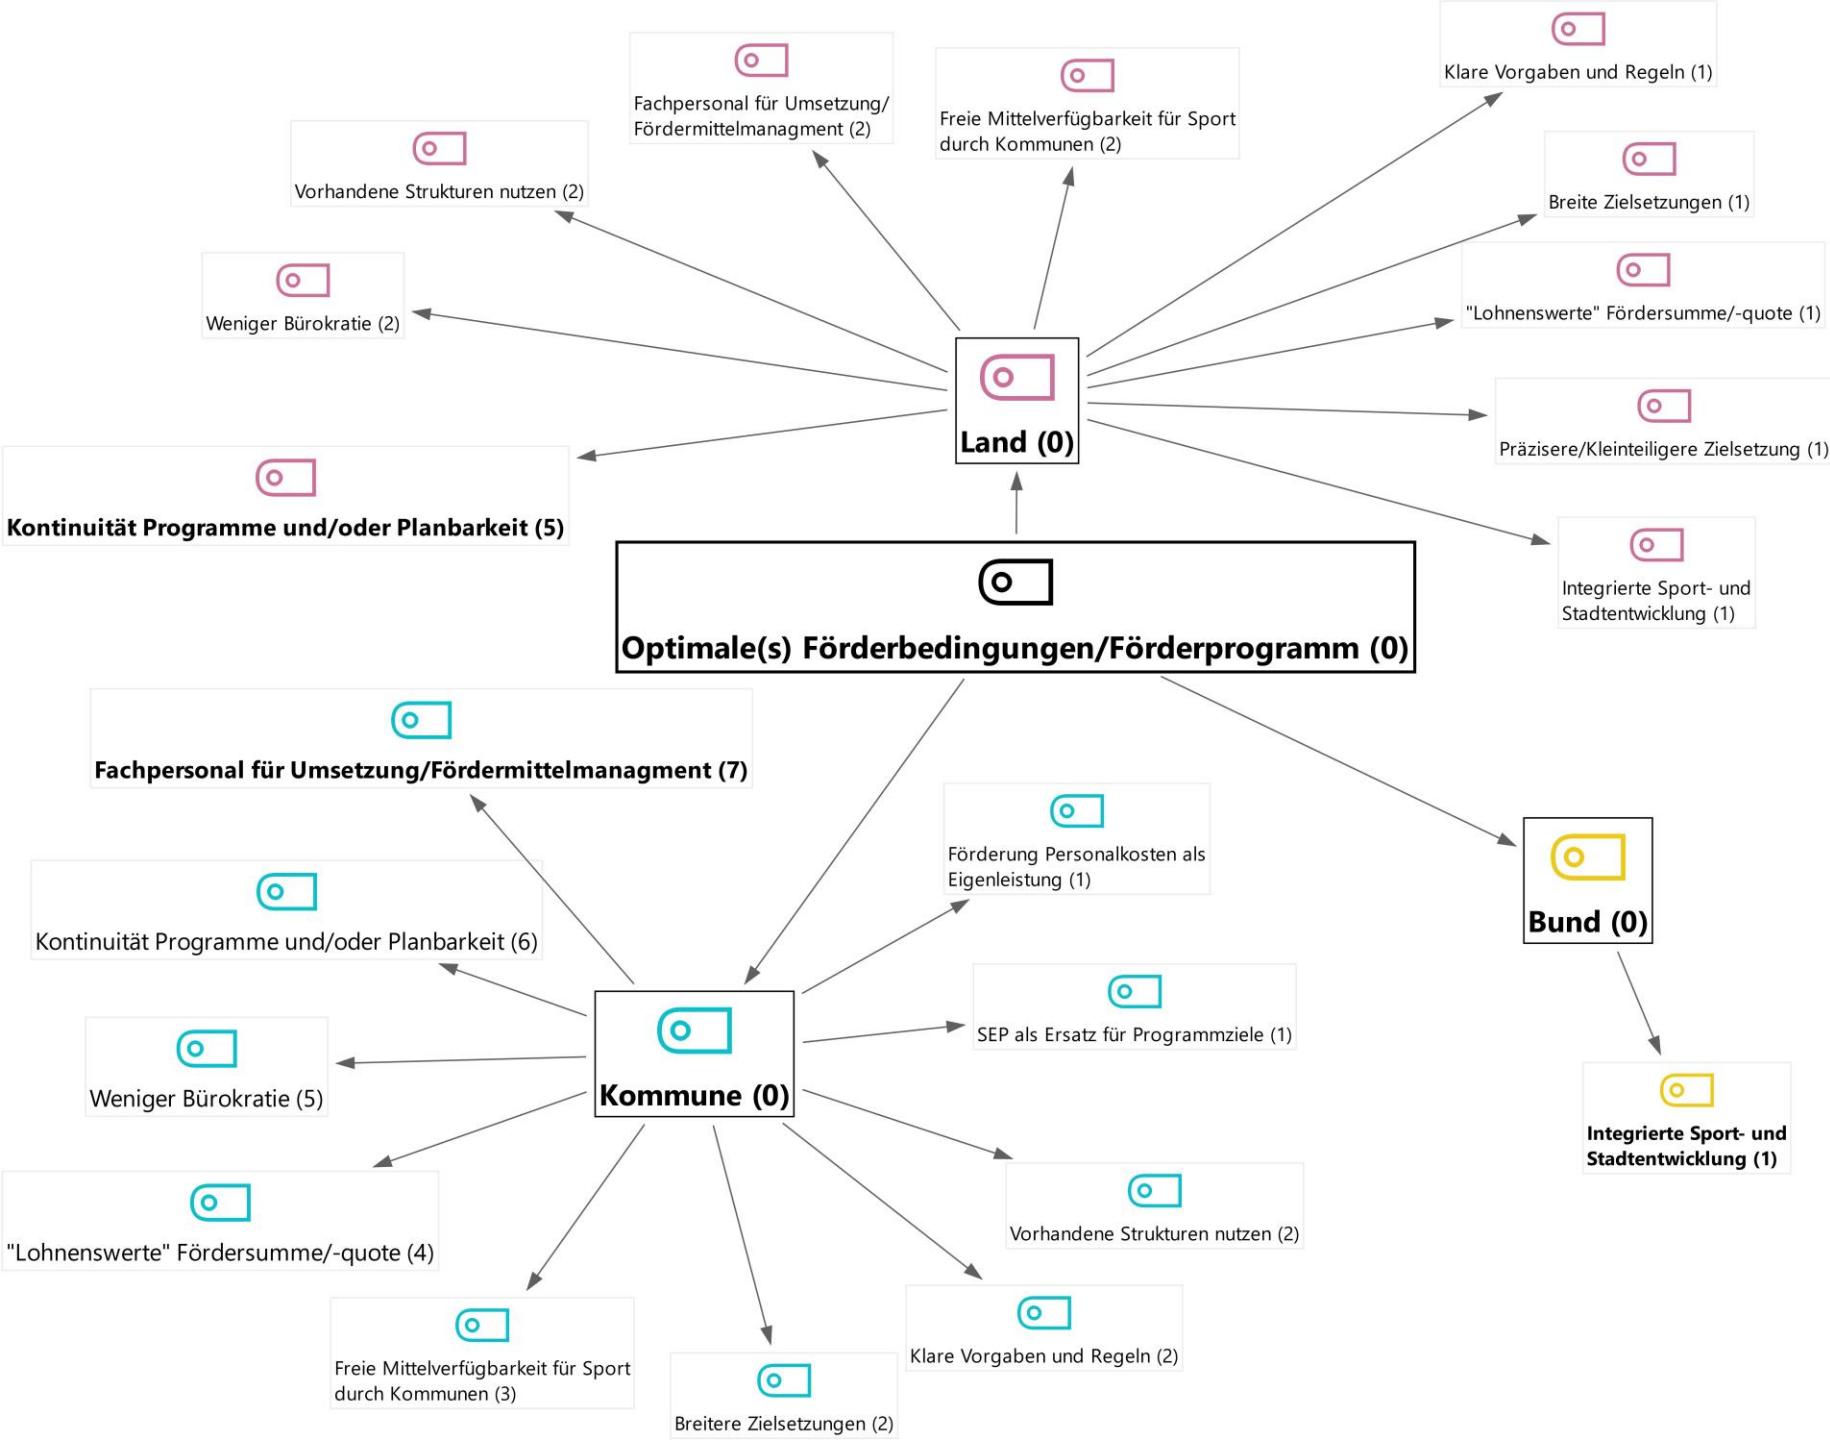 Klare Vorgaben und Regeln (1)
Fachpersonal für Umsetzung/
Fördermittelmanagment (2)
Freie Mittelverfügbarkeit für Sport
durch Kommunen (2)
Vorhandene Strukturen nutzen (2)
Breite Zielsetzungen (1)
Weniger Bürokratie (2)
"Lohnenswerte" Fördersumme/-quote (1)
Land (0)
Präzisere/Kleinteiligere Zielsetzung (1)
Kontinuität Programme und/oder Planbarkeit (5)
Integrierte Sport- und
Stadtentwicklung (1)
Optimale(s) Förderbedingungen/Förderprogramm (0)
Fachpersonal für Umsetzung/Fördermittelmanagment (7)
Förderung Personalkosten als
Eigenleistung (1)
Bund (0)
Kontinuität Programme und/oder Planbarkeit (6)
SEP als Ersatz für Programmziele (1)
Weniger Bürokratie (5)
Kommune (0)
Integrierte Sport- und
Stadtentwicklung (1)
Vorhandene Strukturen nutzen (2)
"Lohnenswerte" Fördersumme/-quote (4)
Klare Vorgaben und Regeln (2)
Freie Mittelverfügbarkeit für Sport
durch Kommunen (3)
Breitere Zielsetzungen (2)